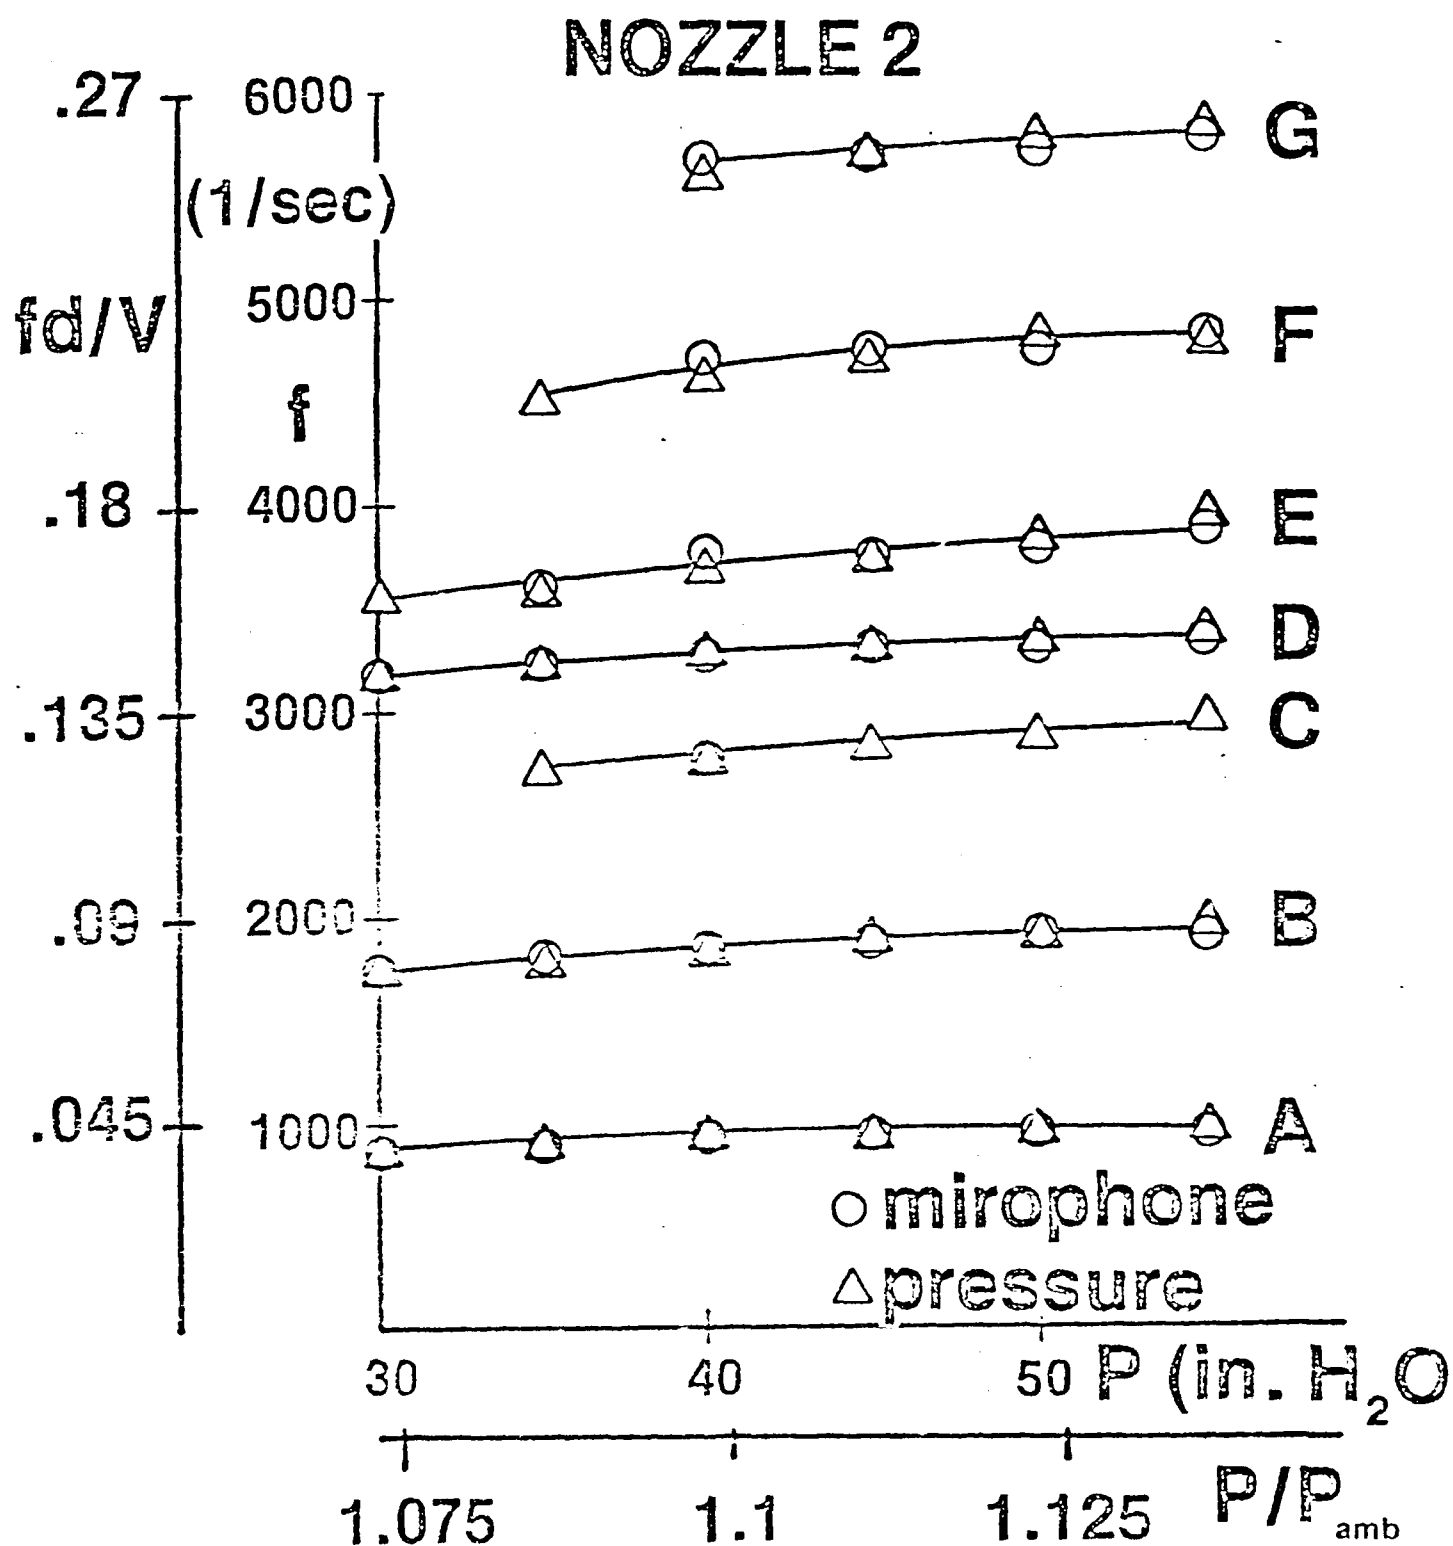 NOZZLE 2
.27
6000
G
(1/sec)
5000
fd/V
F
f
.18
4000
E
D
.135
3000
C
.09
2000
B
.045
1000
A
mirophone
pressure
30
40
50
P (in. H₂O
1.075
1.1
1.125
P/Pamb